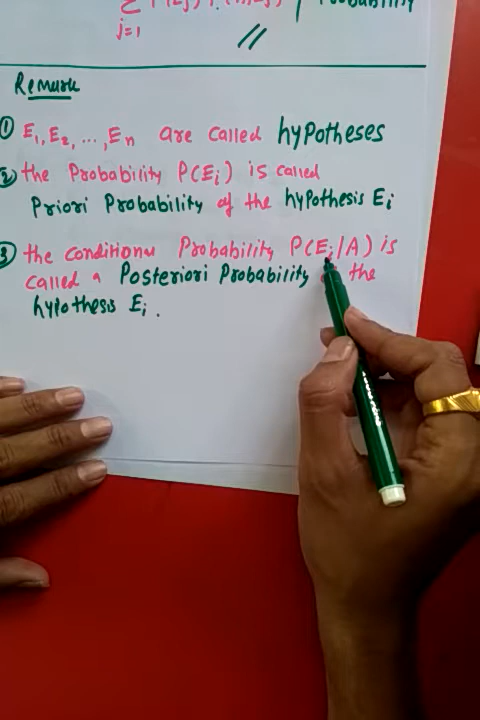 j=1
Remark
① E₁, E₂, ..., Eₙ are called hypotheses
② the Probability P(Eᵢ) is called
Priori Probability of the hypothesis Eᵢ
③ the conditional Probability P(Eᵢ/A) is
called a Posteriori Probability the
hypothesis Eᵢ.